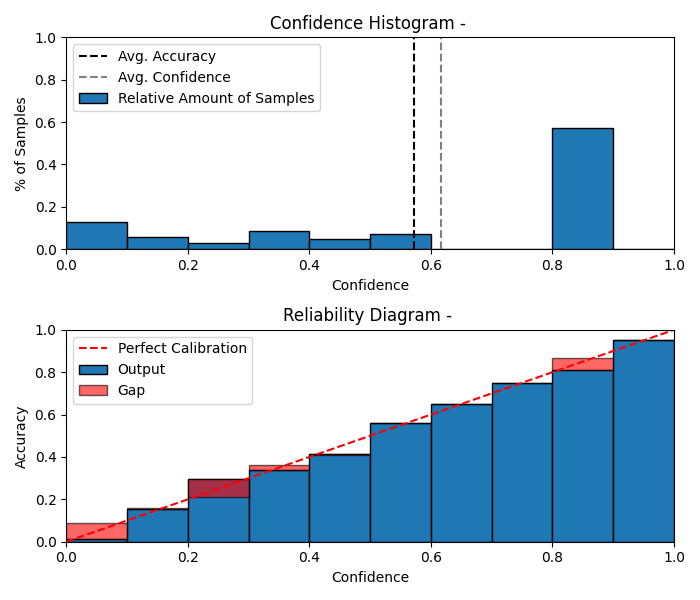 Confidence Histogram -
1.0
0.8
0.6
0.4
0.2
0.0
% of Samples
Avg. Accuracy
Avg. Confidence
Relative Amount of Samples
0.0 0.2 0.4 0.6 0.8 1.0
Confidence
Reliability Diagram -
1.0
0.8
0.6
0.4
0.2
0.0
Accuracy
Perfect Calibration
Output
Gap
0.0 0.2 0.4 0.6 0.8 1.0
Confidence